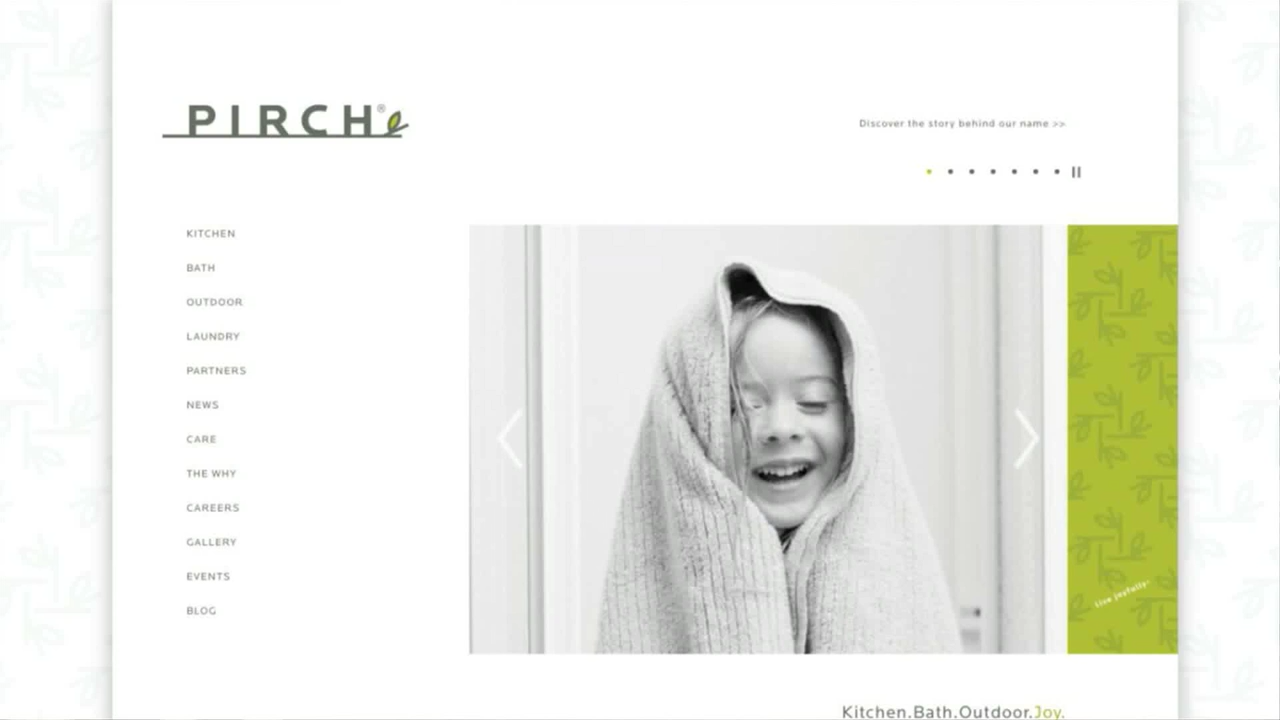 PIRCH®
Discover the story behind our name >>
KITCHEN
BATH
OUTDOOR
LAUNDRY
PARTNERS
NEWS
CARE
THE WHY
CAREERS
GALLERY
EVENTS
BLOG
Live joyfully·
Kitchen.Bath.Outdoor.Joy.